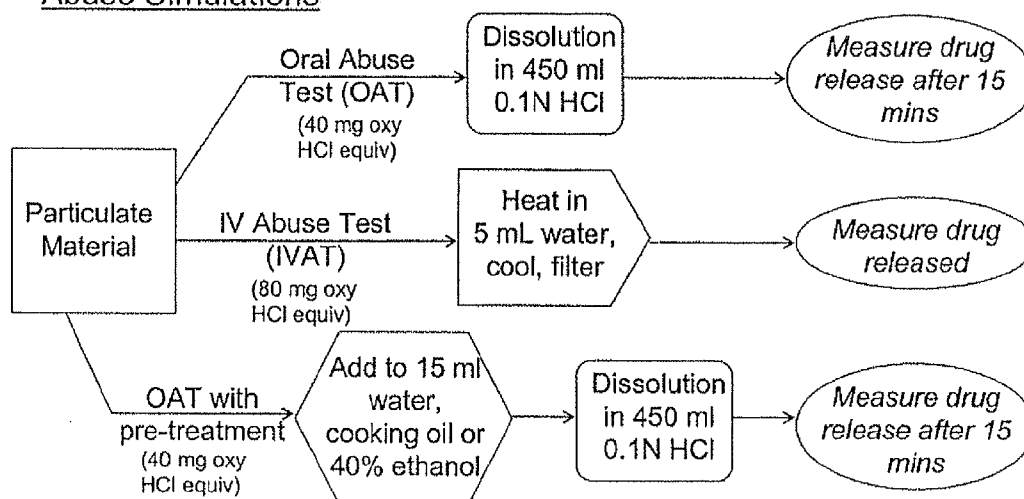 Abuse Simulations
Oral Abuse
Test (OAT)
(40 mg oxy
HCl equiv)
Dissolution
in 450 ml
0.1N HCl
Measure drug
release after 15
mins
Particulate
Material
IV Abuse Test
(IVAT)
(80 mg oxy
HCl equiv)
Heat in
5 mL water,
cool, filter
Measure drug
released
OAT with
pre-treatment
(40 mg oxy
HCl equiv)
Add to 15 ml
water,
cooking oil or
40% ethanol
Dissolution
in 450 ml
0.1N HCl
Measure drug
release after 15
mins